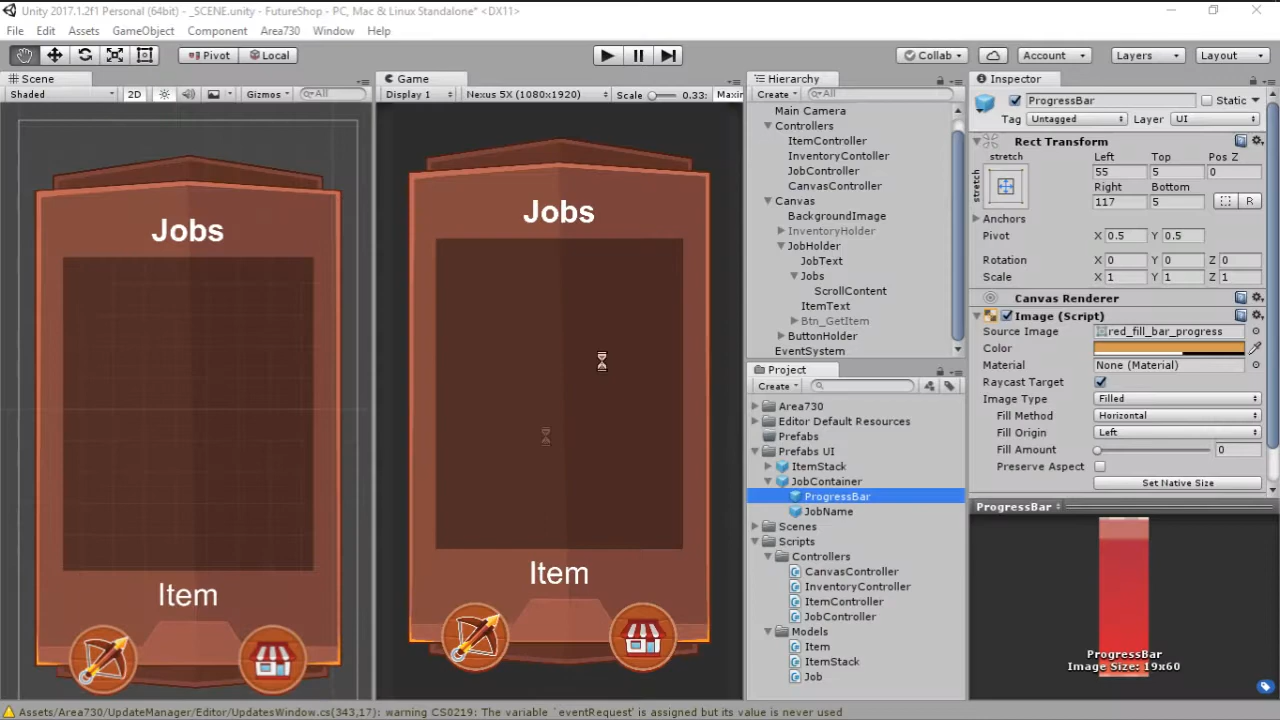 Unity 2017.1.2f1 Personal (64bit) - _SCENE.unity - FutureShop - PC, Mac & Linux Standalone* <DX11>
File Edit Assets GameObject Component Area730 Window Help
Pivot Local Collab Account Layers Layout
Scene
Shaded 2D Gizmos All
Jobs
Item
Game
Display 1 Nexus 5X (1080x1920) Scale 0.33: Maxin
Jobs
Item
Hierarchy
Create All
Main Camera
Controllers
ItemController
InventoryContoller
JobController
CanvasController
Canvas
BackgroundImage
InventoryHolder
JobHolder
JobText
Jobs
ScrollContent
ItemText
Btn_GetItem
ButtonHolder
EventSystem
Project
Create
Area730
Editor Default Resources
Prefabs
Prefabs UI
ItemStack
JobContainer
ProgressBar
JobName
Scenes
Scripts
Controllers
CanvasController
InventoryController
ItemController
JobController
Models
Item
ItemStack
Job
Inspector
ProgressBar Static
Tag Untagged Layer UI
Rect Transform
stretch Left Top Pos Z
stretch 55 5 0
Right Bottom
117 5 R
Anchors
Pivot X 0.5 Y 0.5
Rotation X 0 Y 0 Z 0
Scale X 1 Y 1 Z 1
Canvas Renderer
Image (Script)
Source Image red_fill_bar_progress
Color
Material None (Material)
Raycast Target
Image Type Filled
Fill Method Horizontal
Fill Origin Left
Fill Amount 0
Preserve Aspect
Set Native Size
ProgressBar
ProgressBar
Image Size: 19x60
Assets/Area730/UpdateManager/Editor/UpdatesWindow.cs(343,17): warning CS0219: The variable `eventRequest' is assigned but its value is never used